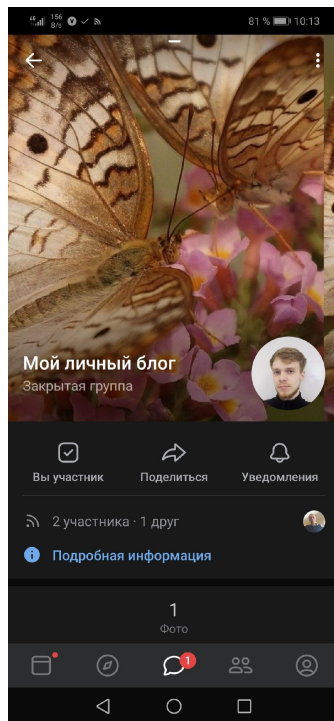 156
B/s
81 % 10:13
Мой личный блог
Закрытая группа
Вы участник
Поделиться
Уведомления
2 участника · 1 друг
Подробная информация
1
Фото
1